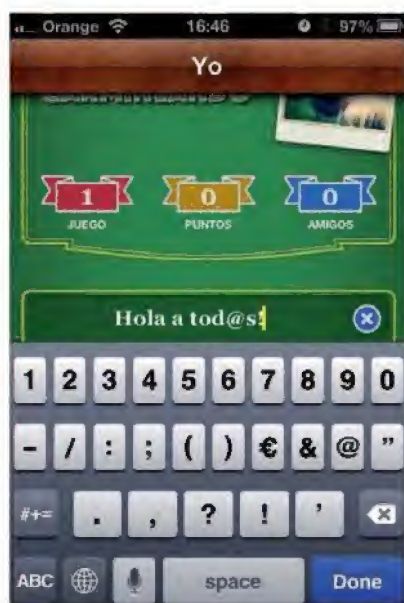 Orange 16:46 97%
Yo
1 0 0
JUEGO PUNTOS AMIGOS
Hola a tod@s!
1 2 3 4 5 6 7 8 9 0
- / : ; ( ) € & @ "
#+= . , ? ! '
ABC space Done